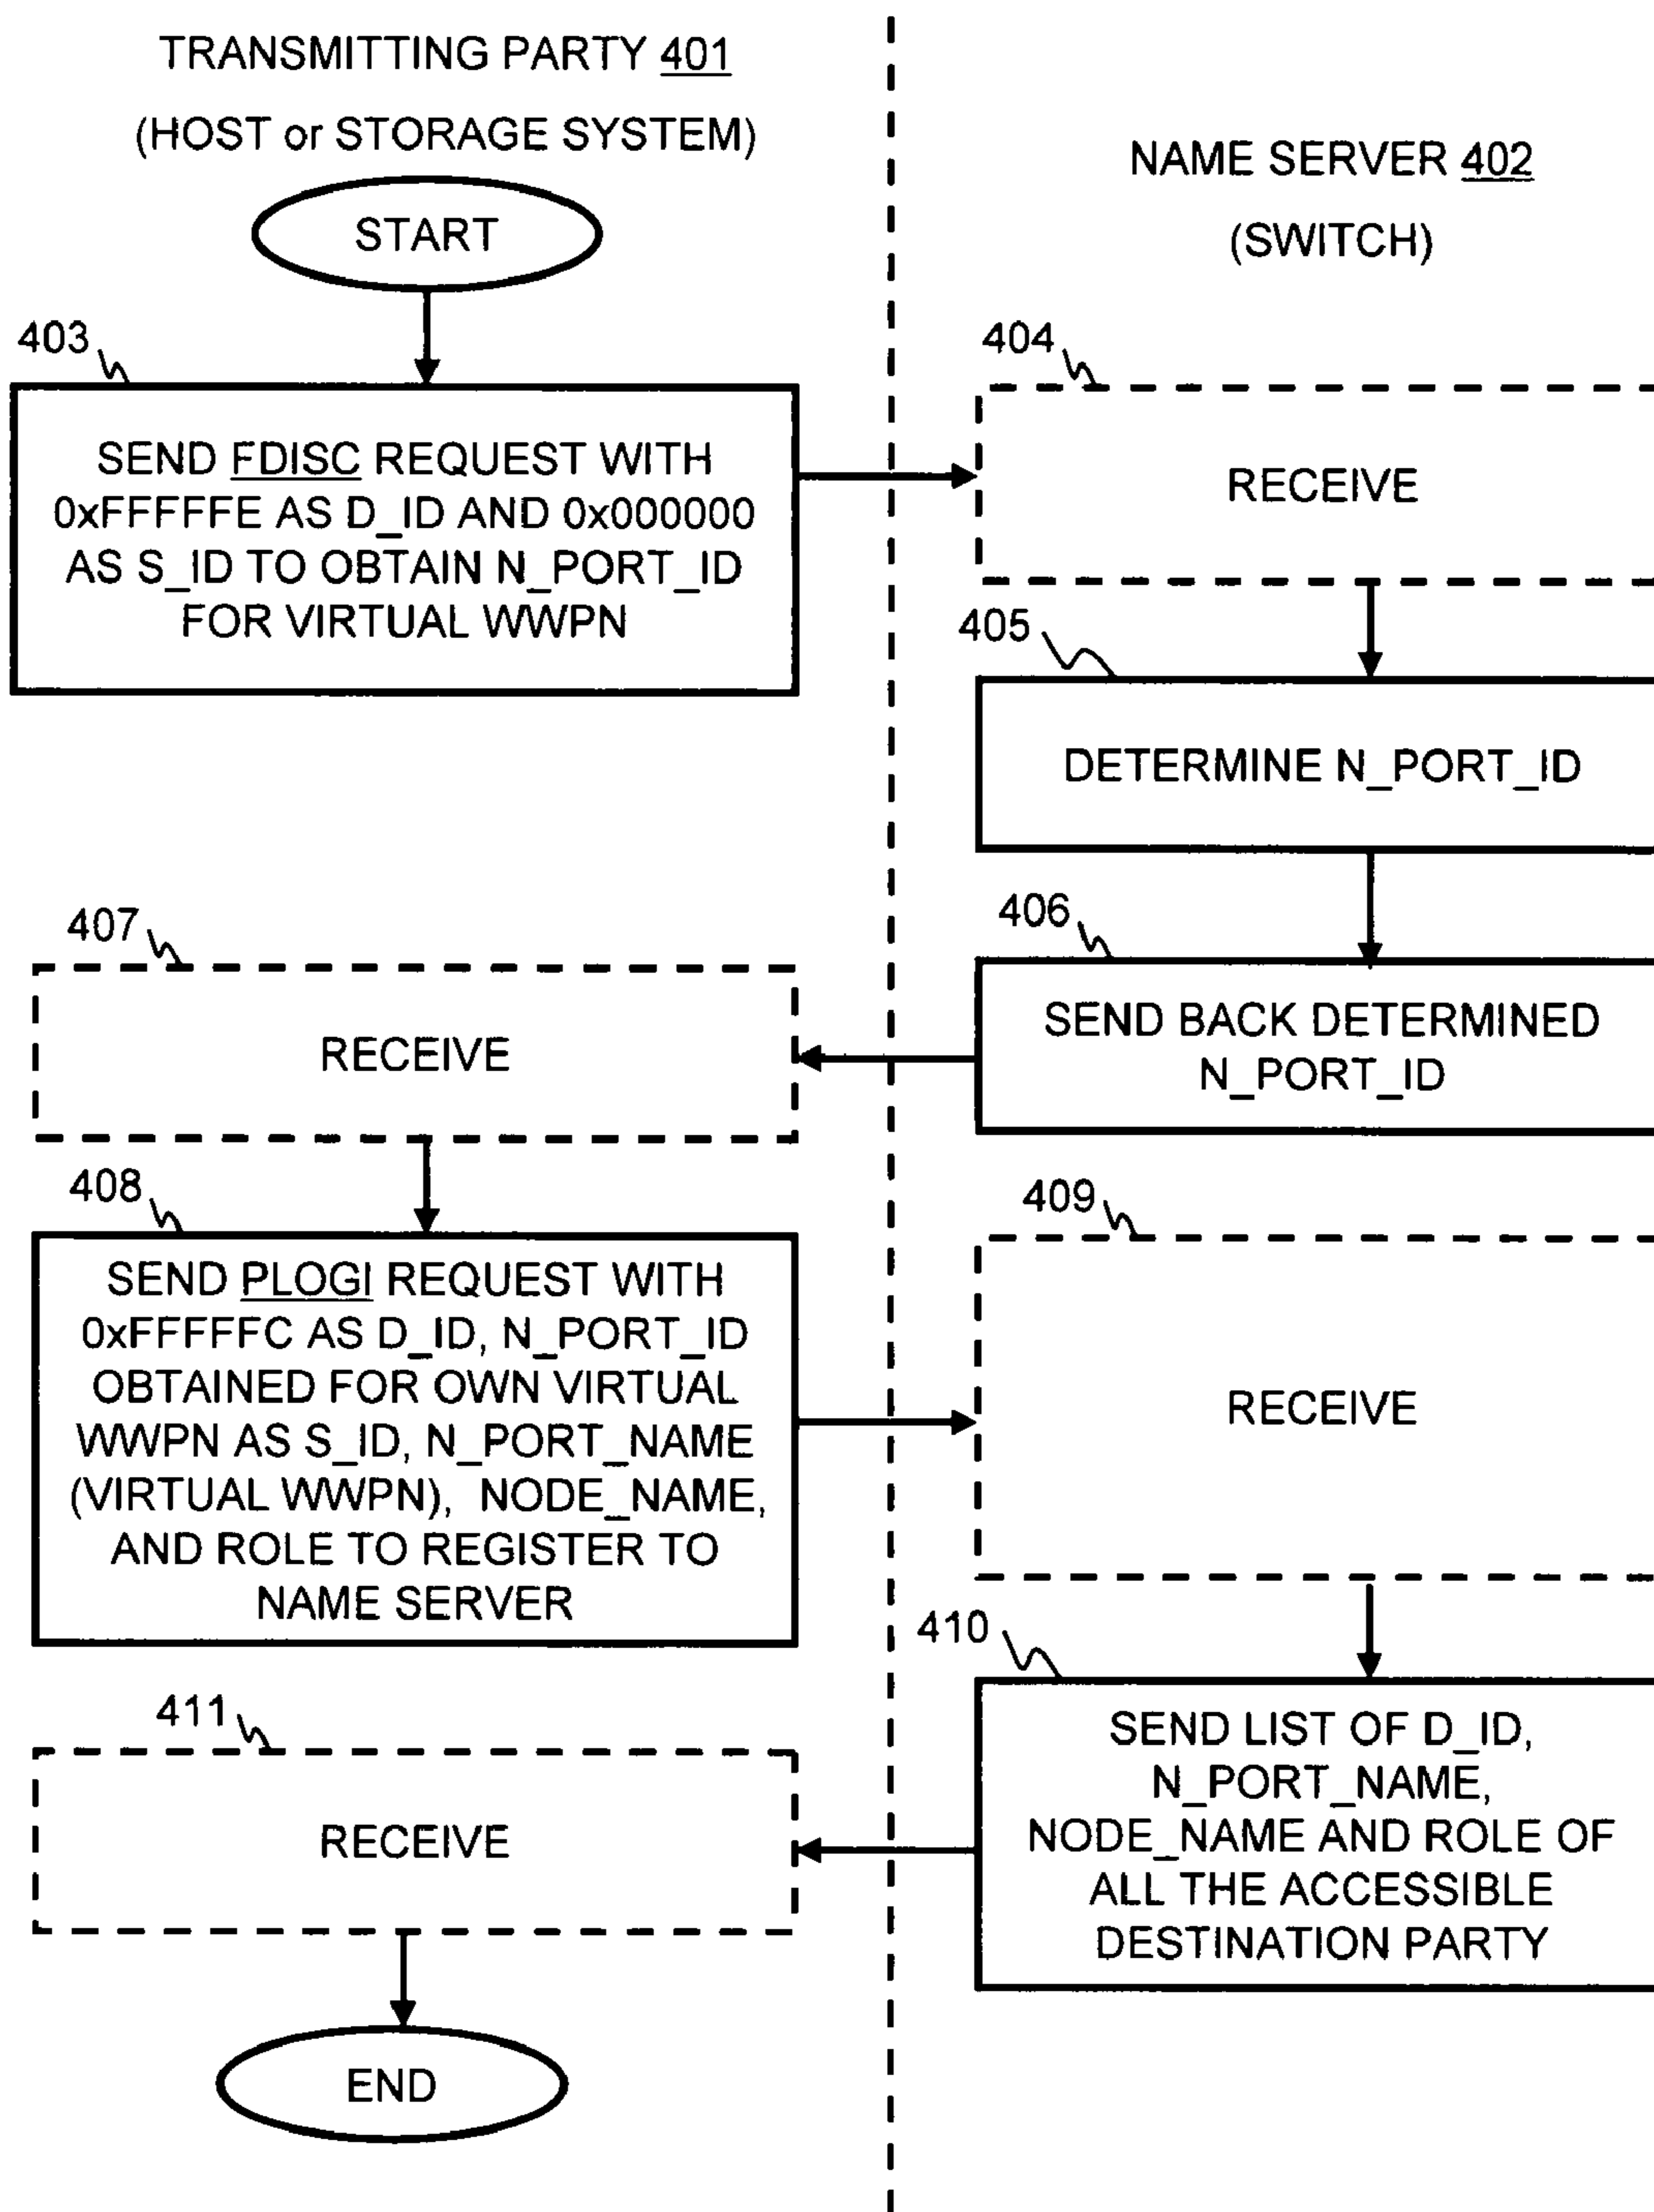 TRANSMITTING PARTY 401
(HOST or STORAGE SYSTEM)
NAME SERVER 402
(SWITCH)
START
403
SEND FDISC REQUEST WITH
0xFFFFFE AS D_ID AND 0x000000
AS S_ID TO OBTAIN N_PORT_ID
FOR VIRTUAL WWPN
404
RECEIVE
405
DETERMINE N_PORT_ID
406
SEND BACK DETERMINED
N_PORT_ID
407
RECEIVE
408
SEND PLOGI REQUEST WITH
0xFFFFFC AS D_ID, N_PORT_ID
OBTAINED FOR OWN VIRTUAL
WWPN AS S_ID, N_PORT_NAME
(VIRTUAL WWPN), NODE_NAME,
AND ROLE TO REGISTER TO
NAME SERVER
409
RECEIVE
410
SEND LIST OF D_ID,
N_PORT_NAME,
NODE_NAME AND ROLE OF
ALL THE ACCESSIBLE
DESTINATION PARTY
411
RECEIVE
END